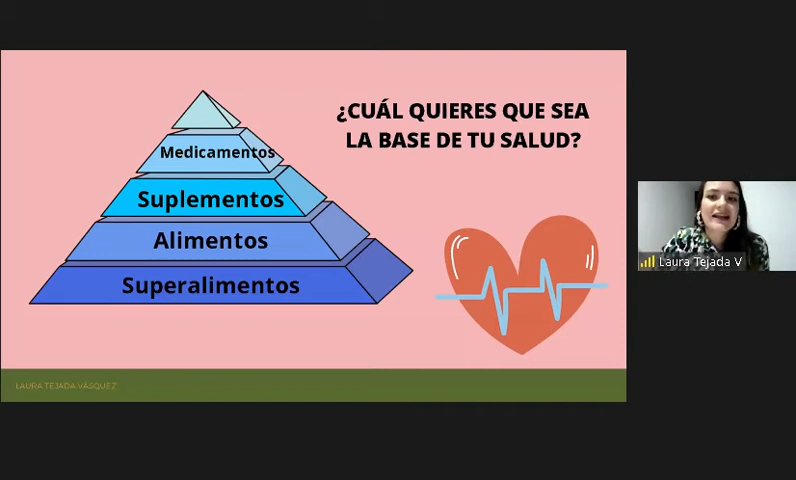 ¿CUÁL QUIERES QUE SEA
LA BASE DE TU SALUD?
Medicamentos
Suplementos
Alimentos
Superalimentos
Laura Tejada V
LAURA TEJADA VÁSQUEZ